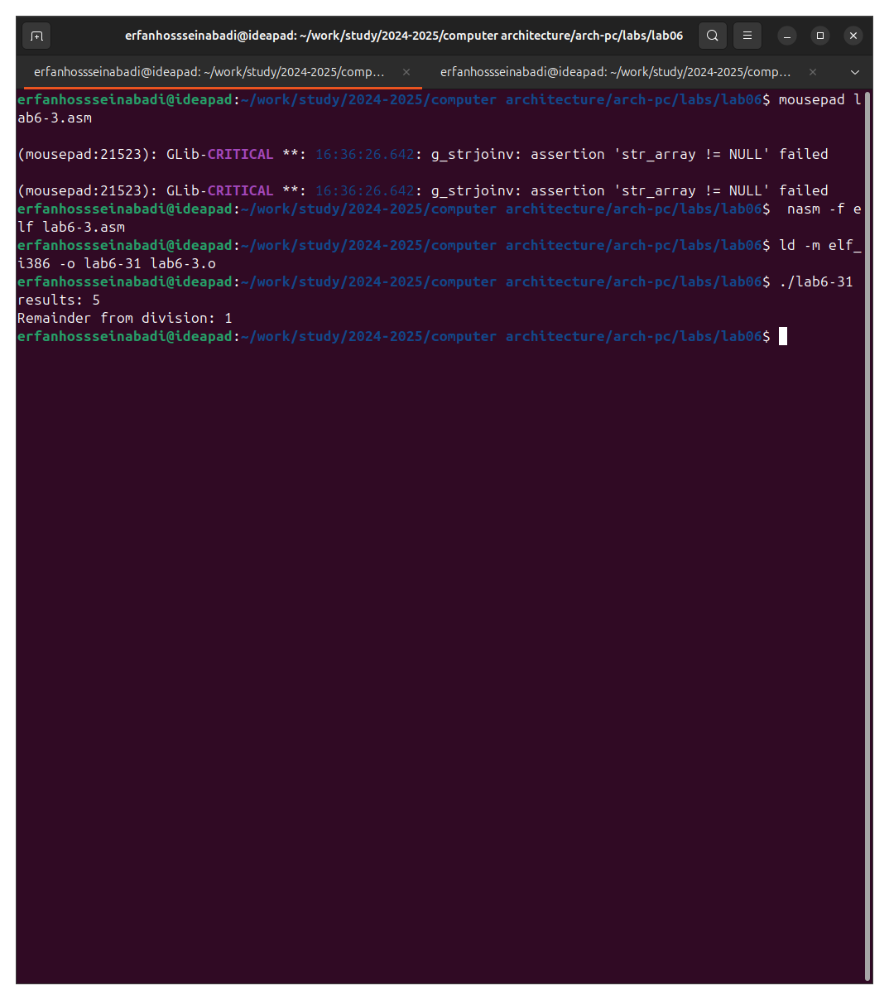 erfanhossseinabadi@ideapad: ~/work/study/2024-2025/computer architecture/arch-pc/labs/lab06
erfanhossseinabadi@ideapad: ~/work/study/2024-2025/comp... erfanhossseinabadi@ideapad: ~/work/study/2024-2025/comp...
erfanhossseinabadi@ideapad:~/work/study/2024-2025/computer architecture/arch-pc/labs/lab06$ mousepad l
ab6-3.asm
(mousepad:21523): GLib-CRITICAL **: 16:36:26.642: g_strjoinv: assertion 'str_array != NULL' failed
(mousepad:21523): GLib-CRITICAL **: 16:36:26.642: g_strjoinv: assertion 'str_array != NULL' failed
erfanhossseinabadi@ideapad:~/work/study/2024-2025/computer architecture/arch-pc/labs/lab06$  nasm -f e
lf lab6-3.asm
erfanhossseinabadi@ideapad:~/work/study/2024-2025/computer architecture/arch-pc/labs/lab06$ ld -m elf_
i386 -o lab6-31 lab6-3.o
erfanhossseinabadi@ideapad:~/work/study/2024-2025/computer architecture/arch-pc/labs/lab06$ ./lab6-31
results: 5
Remainder from division: 1
erfanhossseinabadi@ideapad:~/work/study/2024-2025/computer architecture/arch-pc/labs/lab06$